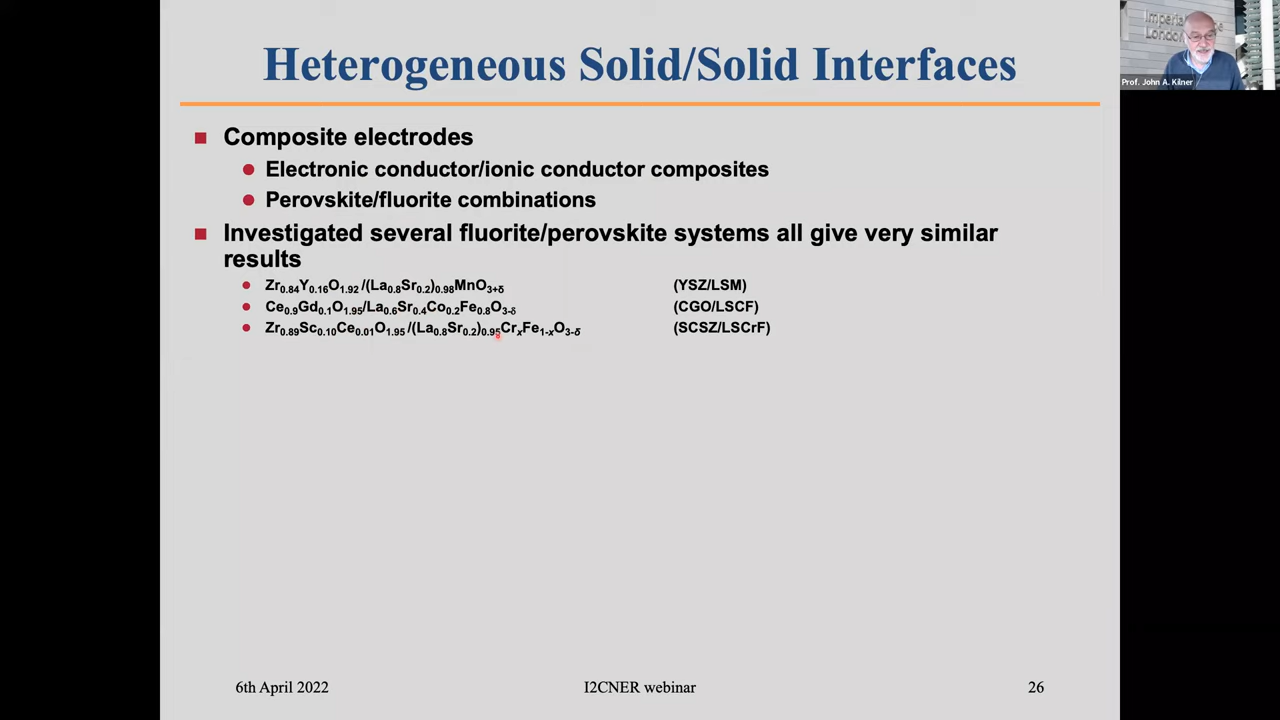 Heterogeneous Solid/Solid Interfaces
Composite electrodes
Electronic conductor/ionic conductor composites
Perovskite/fluorite combinations
Investigated several fluorite/perovskite systems all give very similar
results
Zr0.84Y0.16O1.92 /(La0.8Sr0.2)0.98MnO3+δ (YSZ/LSM)
Ce0.9Gd0.1O1.95/La0.6Sr0.4Co0.2Fe0.8O3-δ (CGO/LSCF)
Zr0.89Sc0.10Ce0.01O1.95 /(La0.8Sr0.2)0.95CrxFe1-xO3-δ (SCSZ/LSCrF)
6th April 2022 I2CNER webinar 26
Prof. John A. Kilner